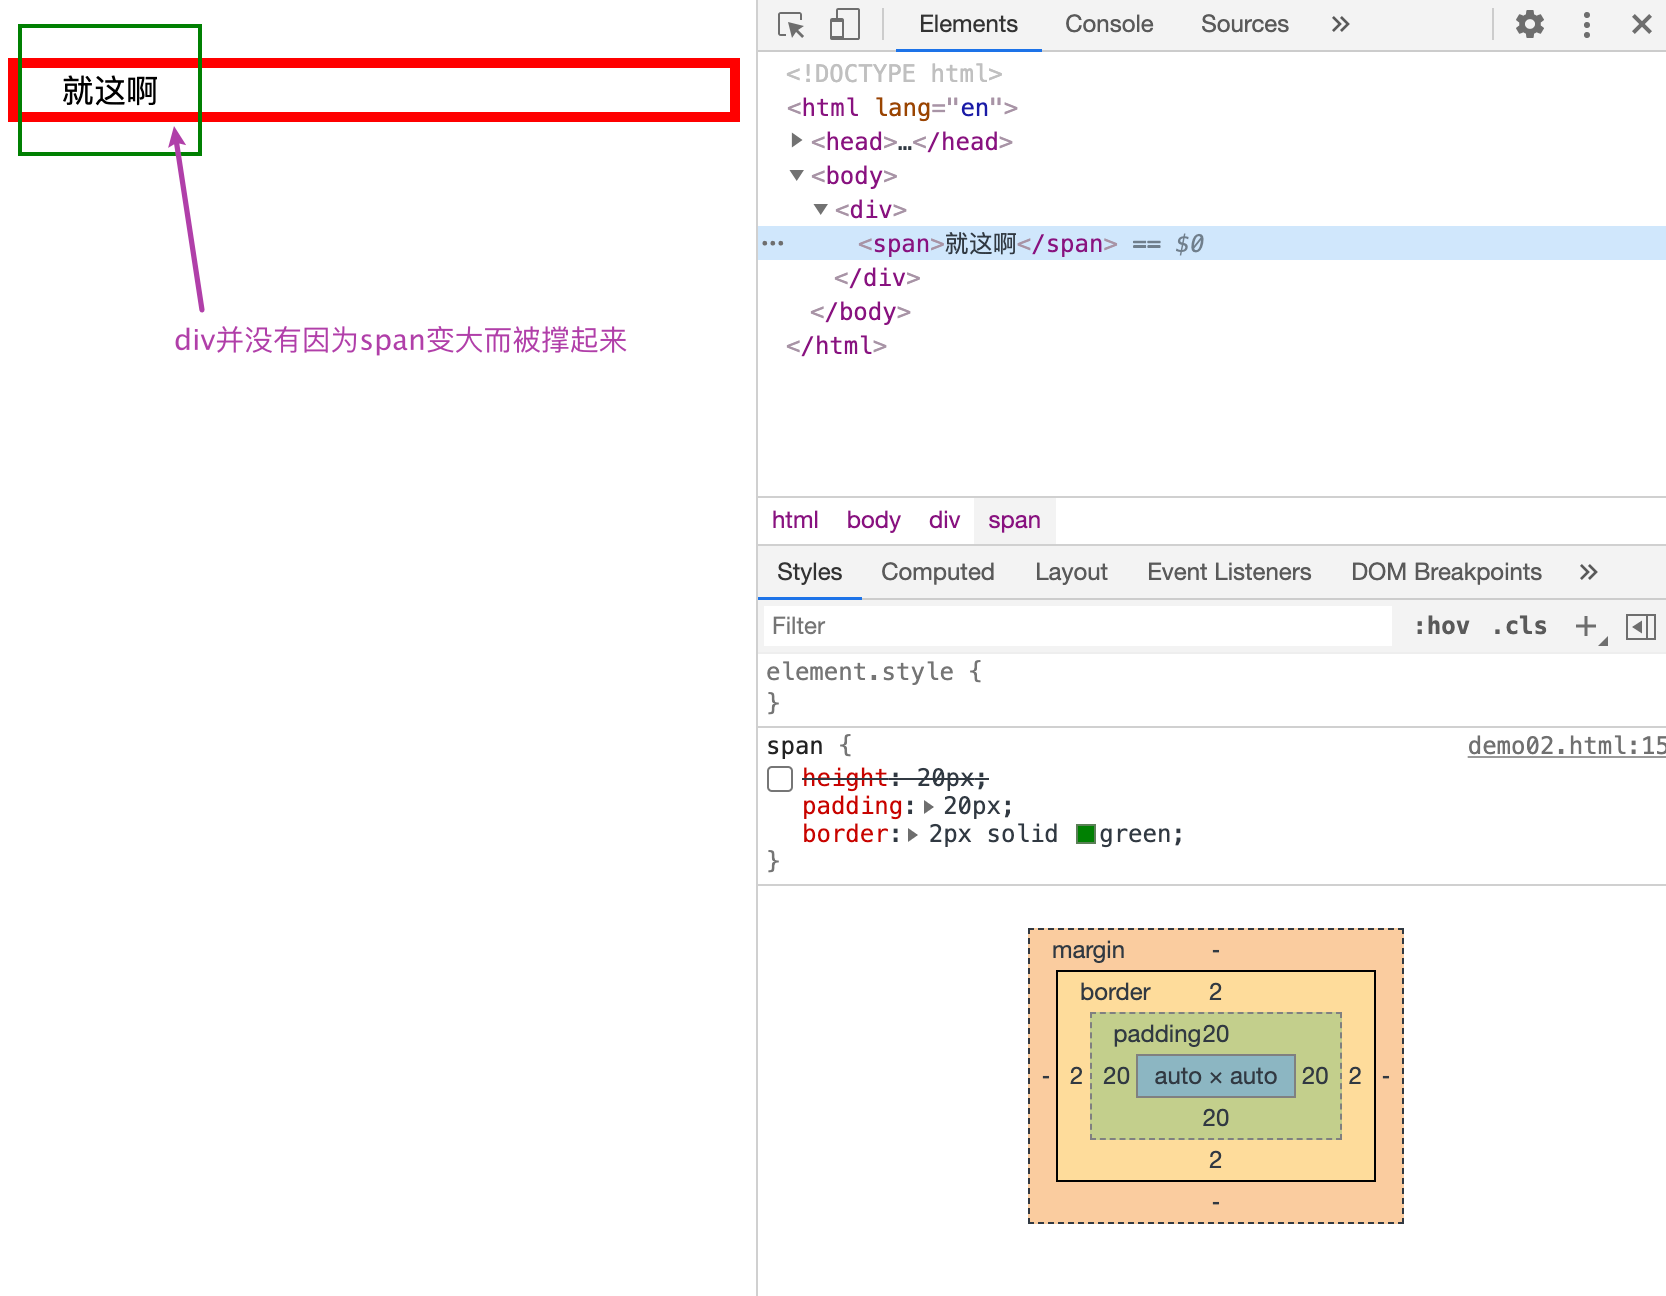 就这啊
div并没有因为span变大而被撑起来
Elements Console Sources »
<!DOCTYPE html>
<html lang="en">
▶<head>…</head>
▼<body>
▼<div>
··· <span>就这啊</span> == $0
</div>
</body>
</html>
html body div span
Styles Computed Layout Event Listeners DOM Breakpoints »
Filter :hov .cls +
element.style {
}
span { demo02.html:15
height: 20px;
padding:▶20px;
border:▶2px solid green;
}
margin -
border 2
padding20
- 2 20 auto × auto 20 2 -
20
2
-